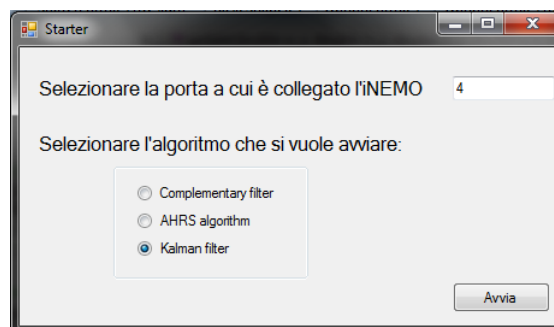 Starter
Selezionare la porta a cui è collegato l'iNEMO 4
Selezionare l'algoritmo che si vuole avviare:
Complementary filter
AHRS algorithm
Kalman filter
Avvia